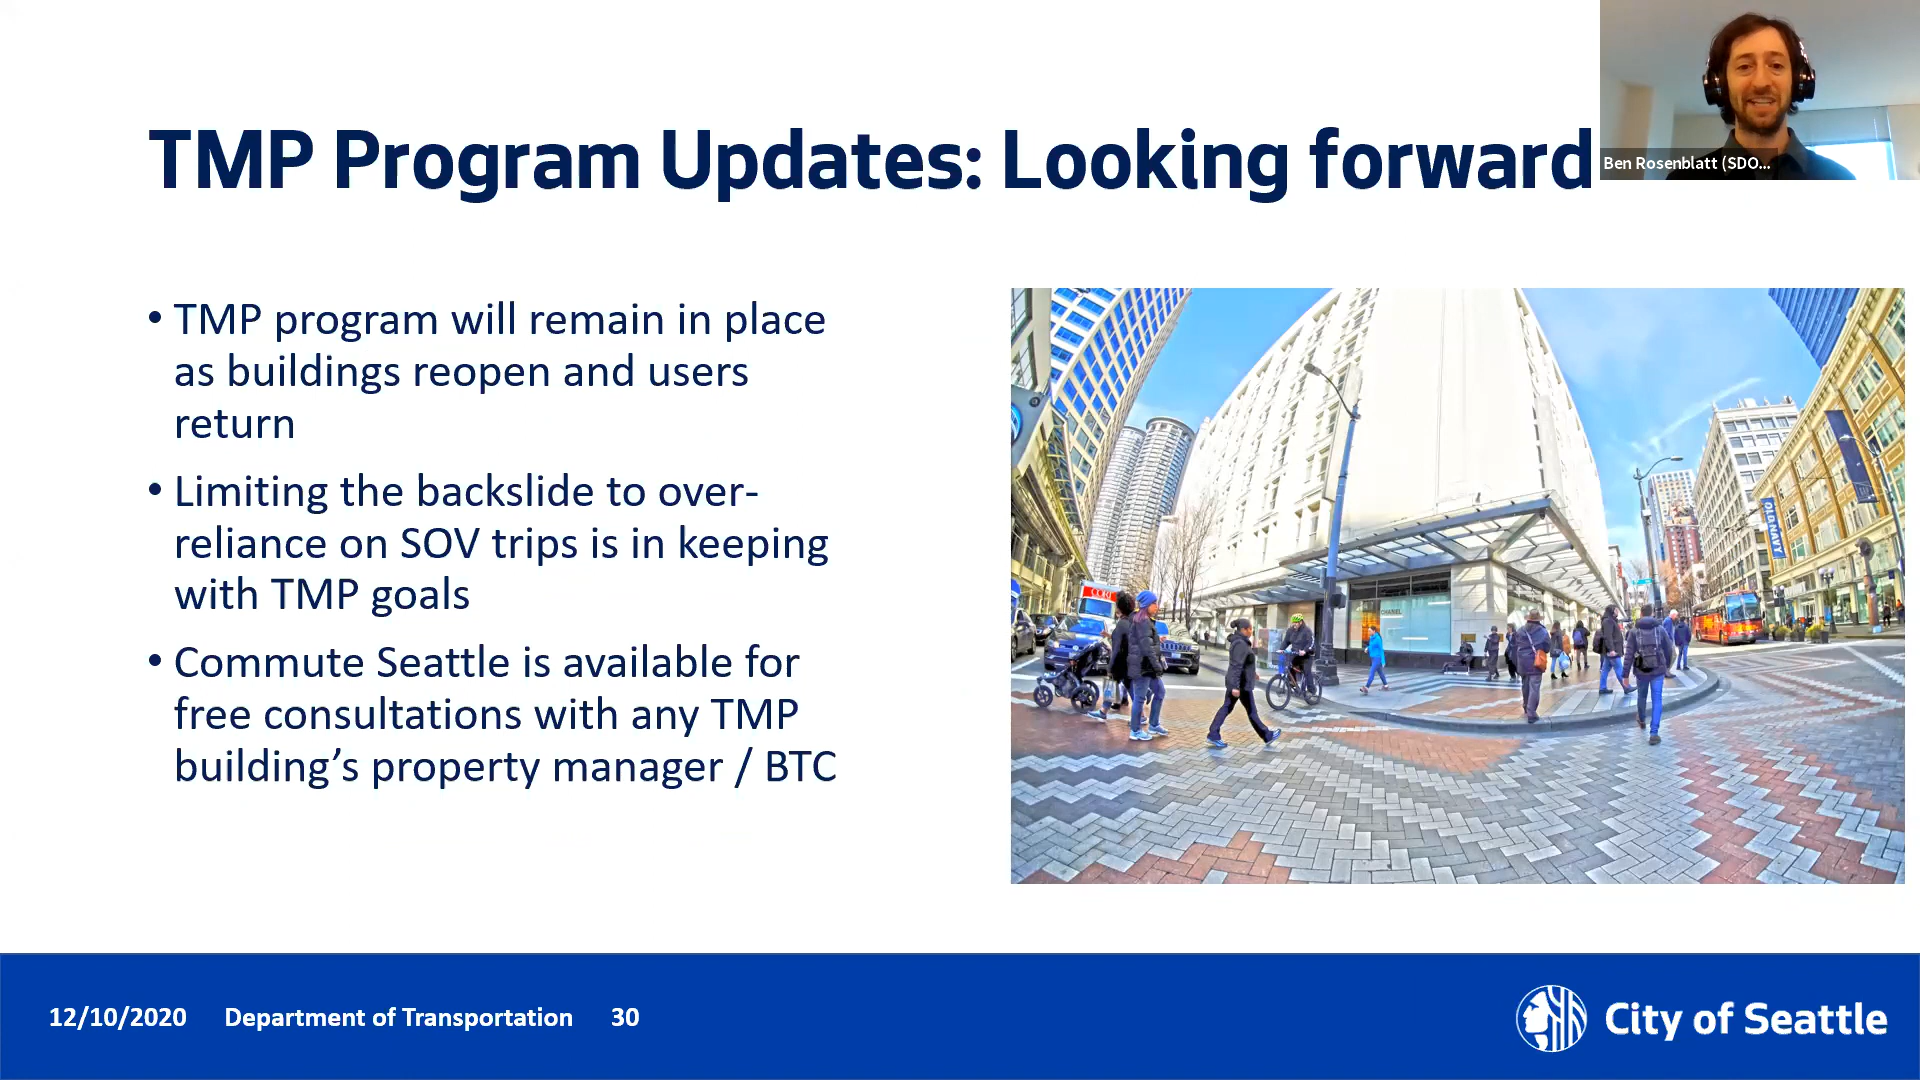 TMP Program Updates: Looking forward
Ben Rosenblatt (SDO...
• TMP program will remain in place
as buildings reopen and users
return
• Limiting the backslide to over-
reliance on SOV trips is in keeping
with TMP goals
• Commute Seattle is available for
free consultations with any TMP
building’s property manager / BTC
OLD NAVY
12/10/2020 Department of Transportation 30
City of Seattle